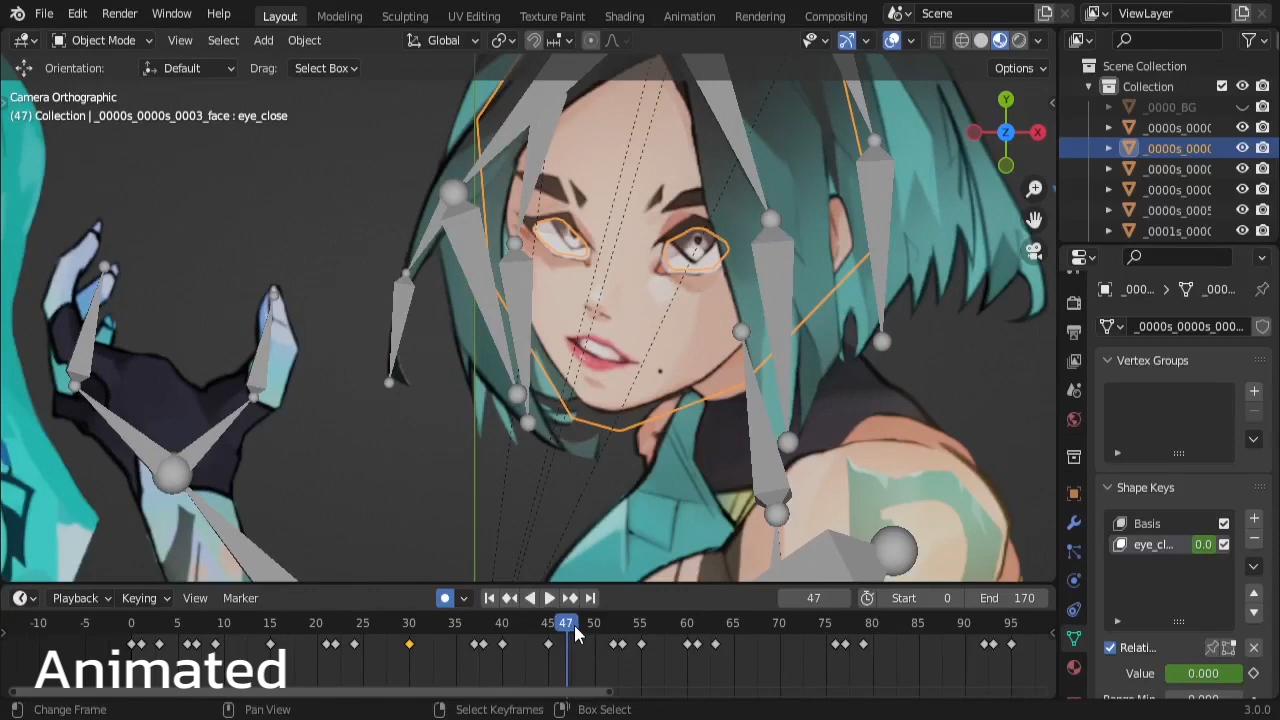 File Edit Render Window Help Layout Modeling Sculpting UV Editing Texture Paint Shading Animation Rendering Compositing Scene ViewLayer
Object Mode View Select Add Object Global
Orientation: Default Drag: Select Box Options
Camera Orthographic
(47) Collection | _0000s_0000s_0003_face : eye_close
Y
Z X
Scene Collection
Collection
_0000_BG
_0000s_000(
_0000s_000(
_0000s_000(
_0000s_000(
_0000s_0005
_0001s_000(
_000... _000...
_0000s_0000s_000...
Vertex Groups
Shape Keys
Basis
eye_cl... 0.0
Relati...
Value 0.000
Playback Keying View Marker 47 Start 0 End 170
-10 -5 0 5 10 15 20 25 30 35 40 45 47 50 55 60 65 70 75 80 85 90 95
Animated
Change Frame Pan View Select Keyframes Box Select 3.0.0